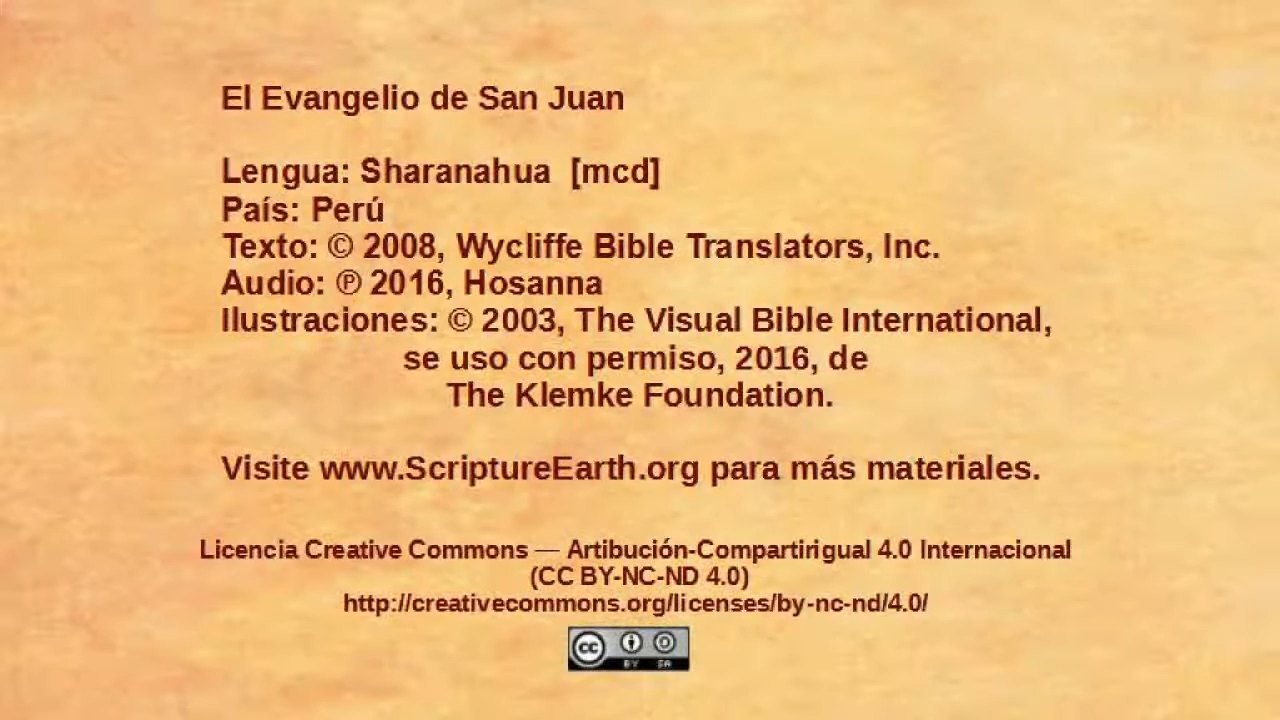 El Evangelio de San Juan
Lengua: Sharanahua [mcd]
País: Perú
Texto: © 2008, Wycliffe Bible Translators, Inc.
Audio: ℗ 2016, Hosanna
Ilustraciones: © 2003, The Visual Bible International,
se uso con permiso, 2016, de
The Klemke Foundation.
Visite www.ScriptureEarth.org para más materiales.
Licencia Creative Commons — Artibución-Compartirigual 4.0 Internacional
(CC BY-NC-ND 4.0)
http://creativecommons.org/licenses/by-nc-nd/4.0/
cc BY SA